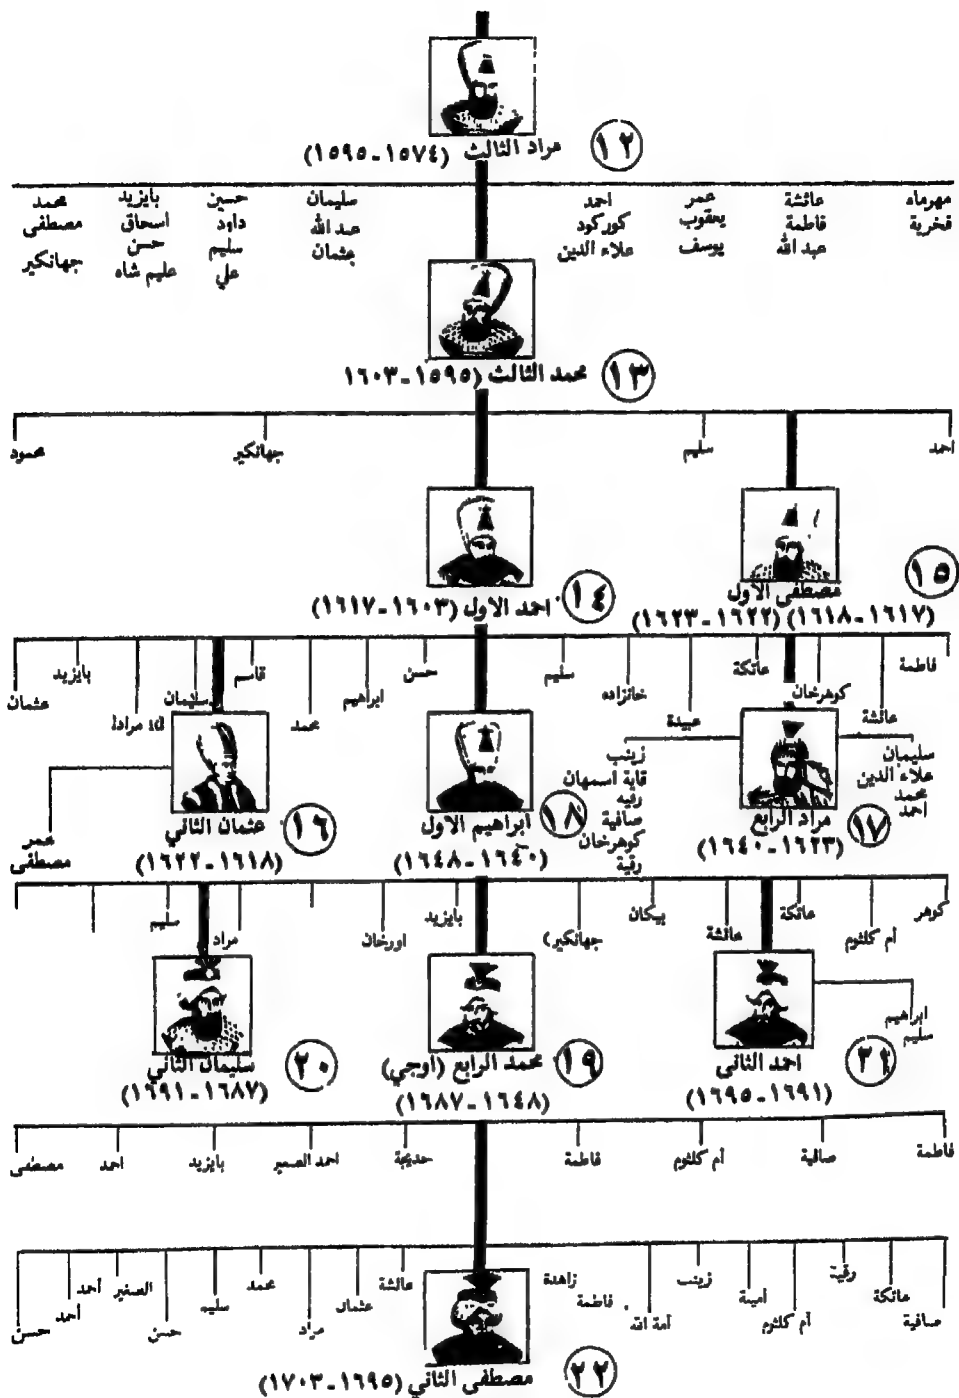 مراد الثالث (١٥٧٤-١٥٩٥) ١٢
مهرماه عائشة عمر احمد سليمان حسين بايزيد محمد
فخرية فاطمة يحقوب كوركود عبد الله داود اسحاق مصطفى
عبد الله يوسف علاء الدين عثمان سليم حسن جهانكير
علي عليم شاه
محمد الثالث (١٥٩٥-١٦٠٣ ١٣
احمد سليم جهانكير محمود
احمد الاول (١٦٠٣-١٦١٧) ١٤
مصطفى الاول ١٥
(١٦١٧-١٦١٨) (١٦٢٢-١٦٢٣)
فاطمة عائشة كوهرخان عاتكة عبيدة خانزاده سليم حسن ابراهيم محمد قاسم سليمان مراد بايزيد عثمان
سليمان
علاء الدين
محمد
احمد
زينب
قاية اسمهان
رقيه
صافية
كوهرخان
رقية
عمر
مصطفى
مراد الرابع ١٧
(١٦٢٣-١٦٤٠)
ابراهيم الاول ١٨
(١٦٤٠-١٦٤٨)
عثمان الثاني ١٦
(١٦١٨-١٦٢٢)
كوهر أم كلثوم عاتكة عائشة بيكان جهانكير) بايزيد اورخان مراد سليم
ابراهيم
سليم
احمد الثاني ٢١
(١٦٩١-١٦٩٥)
محمد الرابع (اوجي) ١٩
(١٦٤٨-١٦٨٧)
سليمان الثاني ٢٠
(١٦٨٧-١٦٩١)
فاطمة صافية أم كلثوم فاطمة خديجة احمد الصغير بايزيد احمد مصطفى
صافية عاتكة رقية أم كلثوم أمينة زينب أمة الله فاطمة زاهدة عائشة عثمان مراد محمد سليم حسن أحمد الصغير أحمد حسن
مصطفى الثاني (١٦٩٥-١٧٠٣) ٢٢